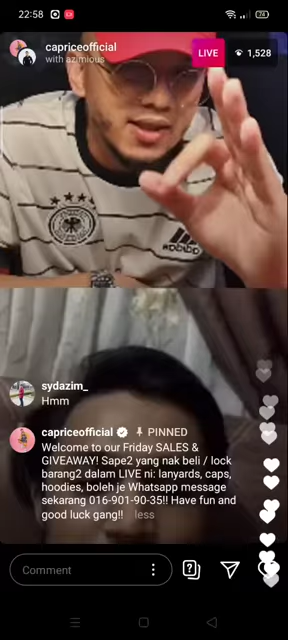 22:58
74
capriceofficial
with azimious
LIVE
1,528
adidas
sydazim_
Hmm
capriceofficial PINNED
Welcome to our Friday SALES &
GIVEAWAY! Sape2 yang nak beli / lock
barang2 dalam LIVE ni: lanyards, caps,
hoodies, boleh je Whatsapp message
sekarang 016-901-90-35!! Have fun and
good luck gang!! less
Comment